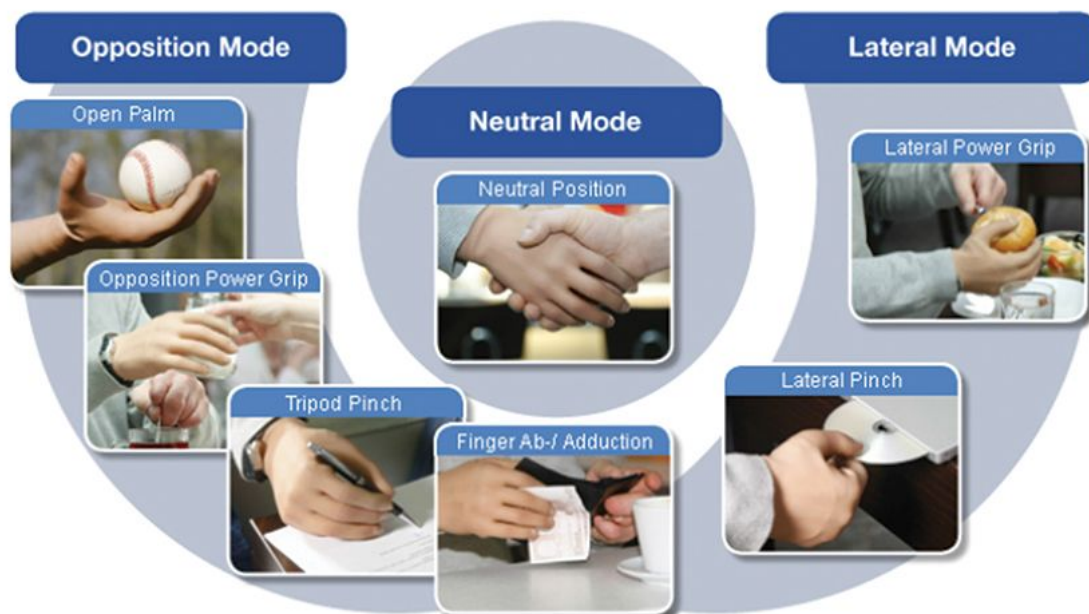 Opposition Mode
Lateral Mode
Neutral Mode
Open Palm
Opposition Power Grip
Tripod Pinch
Finger Ab-/ Adduction
Neutral Position
Lateral Power Grip
Lateral Pinch